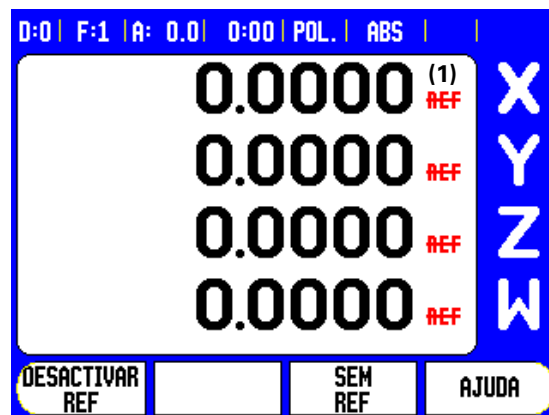 D:0 | F:1 | A: 0.0 | 0:00 | POL. | ABS | |
0.0000 (1) REF X
0.0000 REF Y
0.0000 REF Z
0.0000 REF W
DESACTIVAR REF
SEM REF
AJUDA